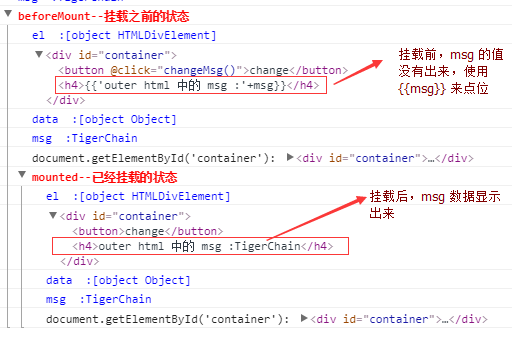 beforeMount--挂载之前的状态
el :[object HTMLDivElement]
▼<div id="container">
<button @click="changeMsg()">change</button>
<h4>{{'outer html 中的 msg :'+msg}}</h4>
</div>
data :[object Object]
msg :TigerChain
document.getElementById('container'): ▶<div id="container">…</div>
挂载前，msg 的值
没有出来，使用
{{msg}} 来点位
mounted--已经挂载的状态
el :[object HTMLDivElement]
▼<div id="container">
<button>change</button>
<h4>outer html 中的 msg :TigerChain</h4>
</div>
data :[object Object]
msg :TigerChain
document.getElementById('container'): ▶<div id="container">…</div>
挂载后，msg 数据显示
出来